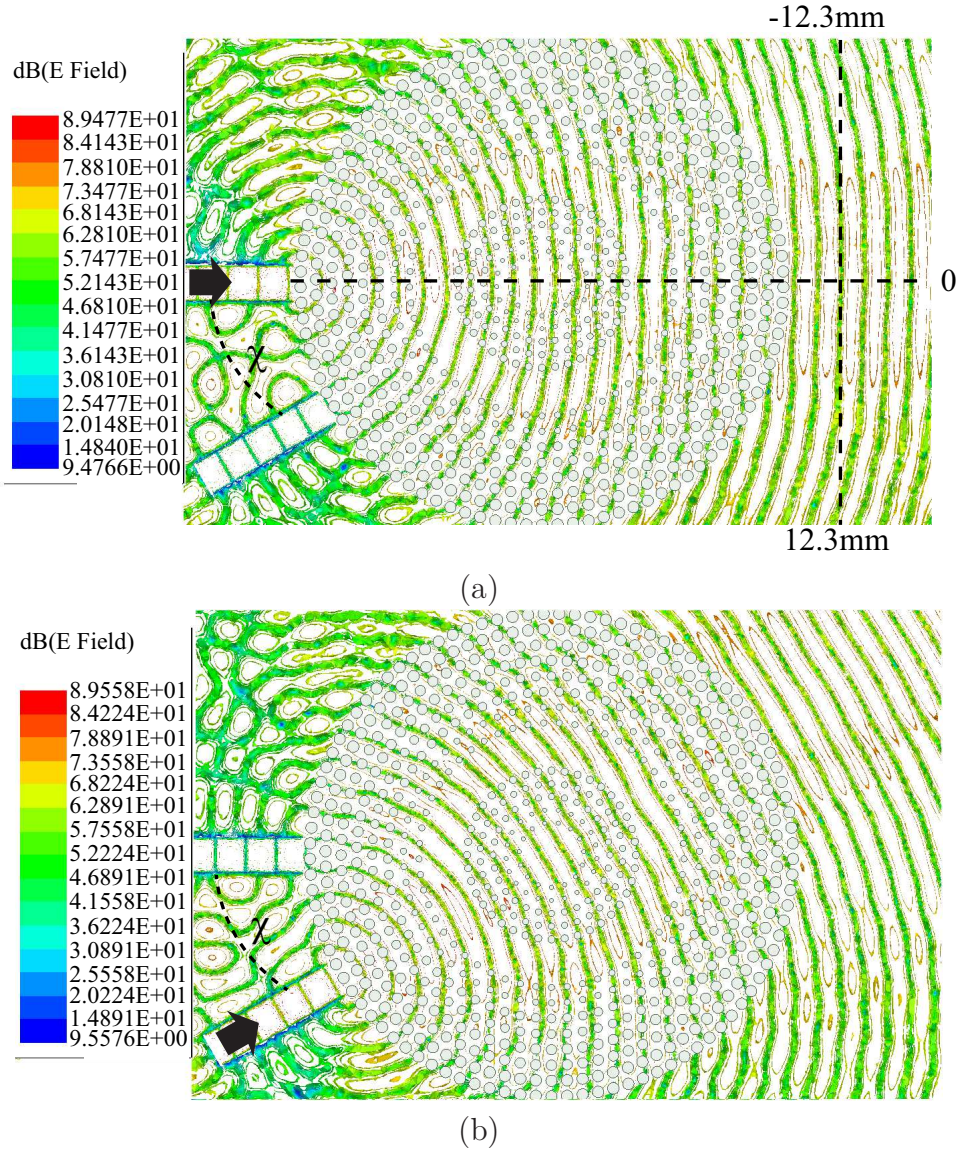 -12.3mm
dB(E Field)
8.9477E+01
8.4143E+01
7.8810E+01
7.3477E+01
6.8143E+01
6.2810E+01
5.7477E+01
5.2143E+01
4.6810E+01
4.1477E+01
3.6143E+01
3.0810E+01
2.5477E+01
2.0148E+01
1.4840E+01
9.4766E+00
0
χ
12.3mm
(a)
dB(E Field)
8.9558E+01
8.4224E+01
7.8891E+01
7.3558E+01
6.8224E+01
6.2891E+01
5.7558E+01
5.2224E+01
4.6891E+01
4.1558E+01
3.6224E+01
3.0891E+01
2.5558E+01
2.0224E+01
1.4891E+01
9.5576E+00
χ
(b)